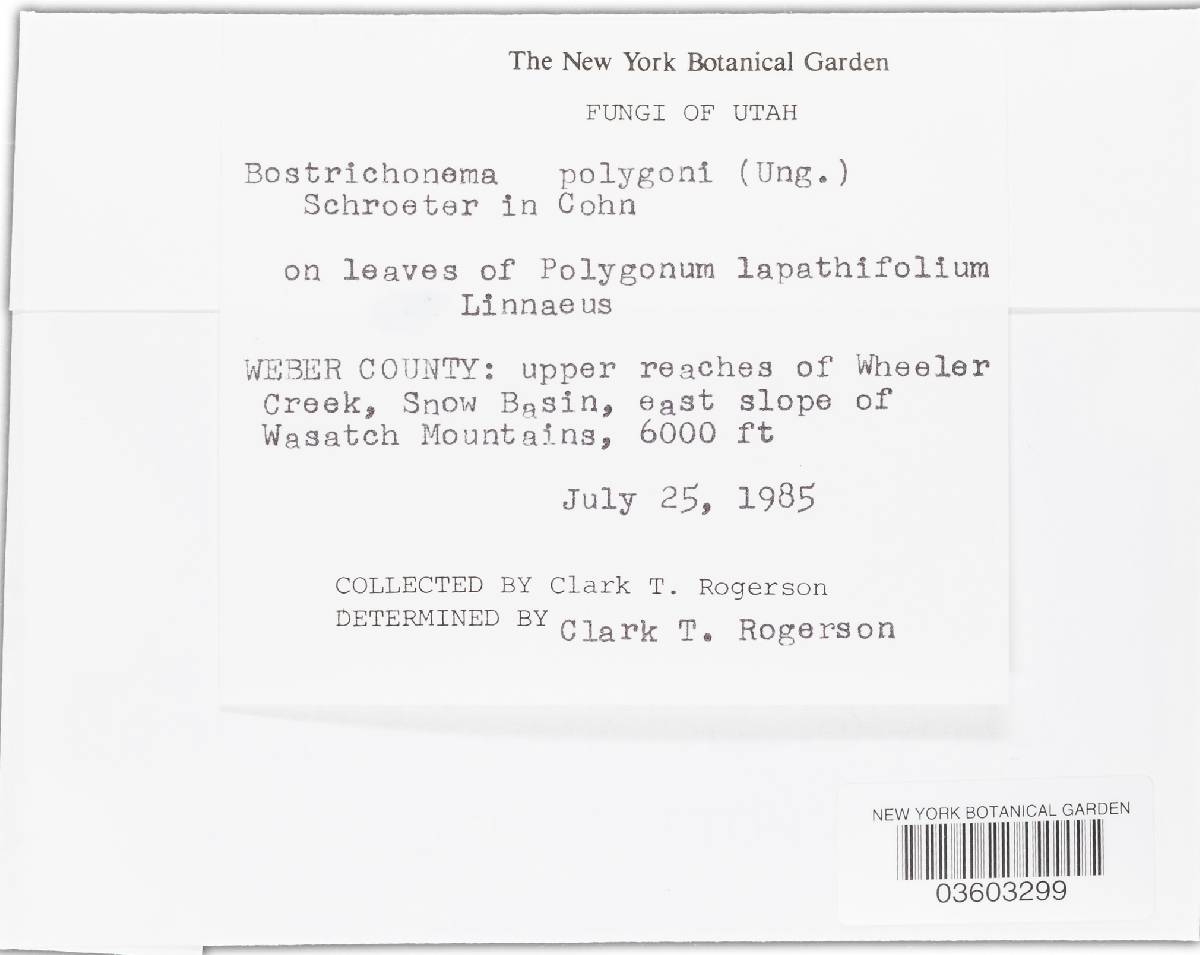 The New York Botanical Garden
FUNGI OF UTAH
Bostrichonema polygoni (Ung.)
Schroeter in Cohn
on leaves of Polygonum lapathifolium
Linnaeus
WEBER COUNTY: upper reaches of Wheeler
Creek, Snow Basin, east slope of
Wasatch Mountains, 6000 ft
July 25, 1985
COLLECTED BY Clark T. Rogerson
DETERMINED BY Clark T. Rogerson
NEW YORK BOTANICAL GARDEN
03603299